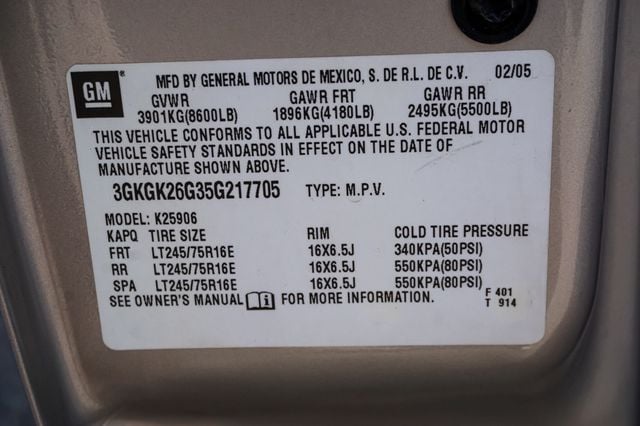 GM MFD BY GENERAL MOTORS DE MEXICO, S. DE R.L. DE C.V. 02/05
GVWR GAWR FRT GAWR RR
3901KG(8600LB) 1896KG(4180LB) 2495KG(5500LB)
THIS VEHICLE CONFORMS TO ALL APPLICABLE U.S. FEDERAL MOTOR
VEHICLE SAFETY STANDARDS IN EFFECT ON THE DATE OF
MANUFACTURE SHOWN ABOVE.
3GKGK26G35G217705 TYPE: M.P.V.
MODEL: K25906
KAPQ TIRE SIZE RIM COLD TIRE PRESSURE
FRT LT245/75R16E 16X6.5J 340KPA(50PSI)
RR LT245/75R16E 16X6.5J 550KPA(80PSI)
SPA LT245/75R16E 16X6.5J 550KPA(80PSI)
SEE OWNER'S MANUAL i FOR MORE INFORMATION.
F 401
T 914